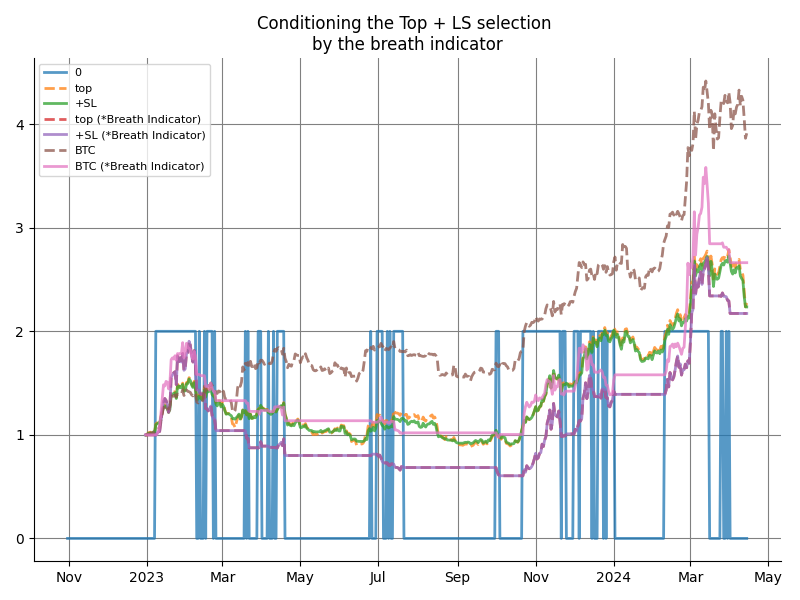 Conditioning the Top + LS selection
by the breath indicator
0
top
+SL
top (*Breath Indicator)
+SL (*Breath Indicator)
BTC
BTC (*Breath Indicator)
4
3
2
1
0
Nov 2023 Mar May Jul Sep Nov 2024 Mar May